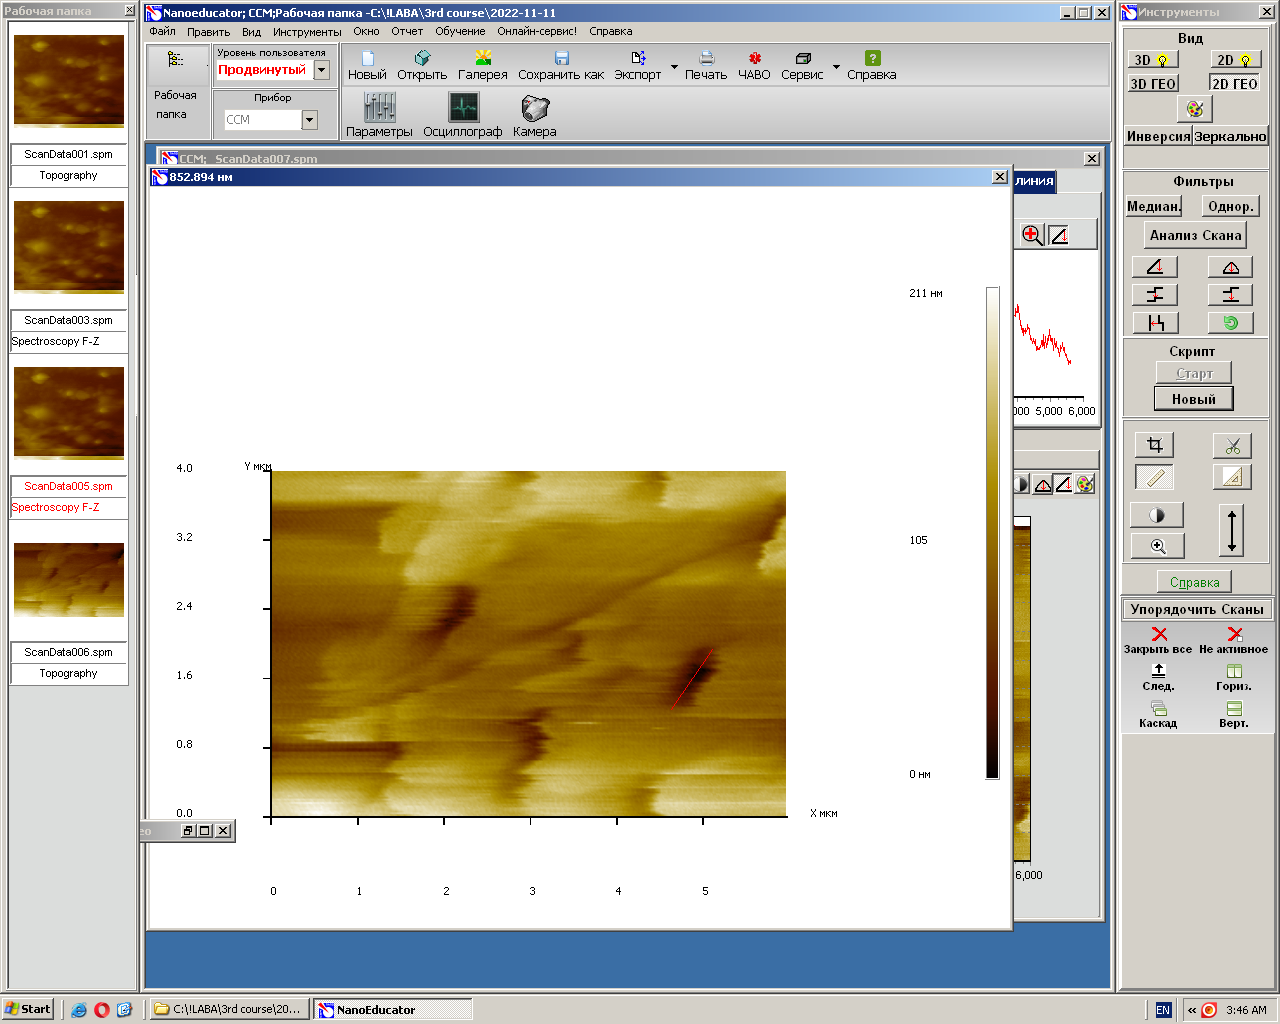 Рабочая папка
Nanoeducator; ССМ;Рабочая папка -C:\!LABA\3rd course\2022-11-11
Инструменты
Файл Править Вид Инструменты Окно Отчет Обучение Онлайн-сервис! Справка
Рабочая
папка
Уровень пользователя
Продвинутый
Прибор
ССМ
Новый Открыть Галерея Сохранить как Экспорт Печать ЧАВО Сервис Справка
Параметры Осциллограф Камера
ScanData001.spm
Topography
ScanData003.spm
Spectroscopy F-Z
ScanData005.spm
Spectroscopy F-Z
ScanData006.spm
Topography
ССМ; ScanData007.spm
852.894 нм
линия
211 нм
105
0 нм
Y мкм
4.0
3.2
2.4
1.6
0.8
0.0
X мкм
0 1 2 3 4 5
5,000 6,000
6,000
Вид
3D 2D
3D ГЕО 2D ГЕО
Инверсия Зеркально
Фильтры
Медиан. Однор.
Анализ Скана
Скрипт
Старт
Новый
Справка
Упорядочить Сканы
Закрыть все Не активное
След. Гориз.
Каскад Верт.
Start C:\!LABA\3rd course\20... NanoEducator EN « 3:46 AM